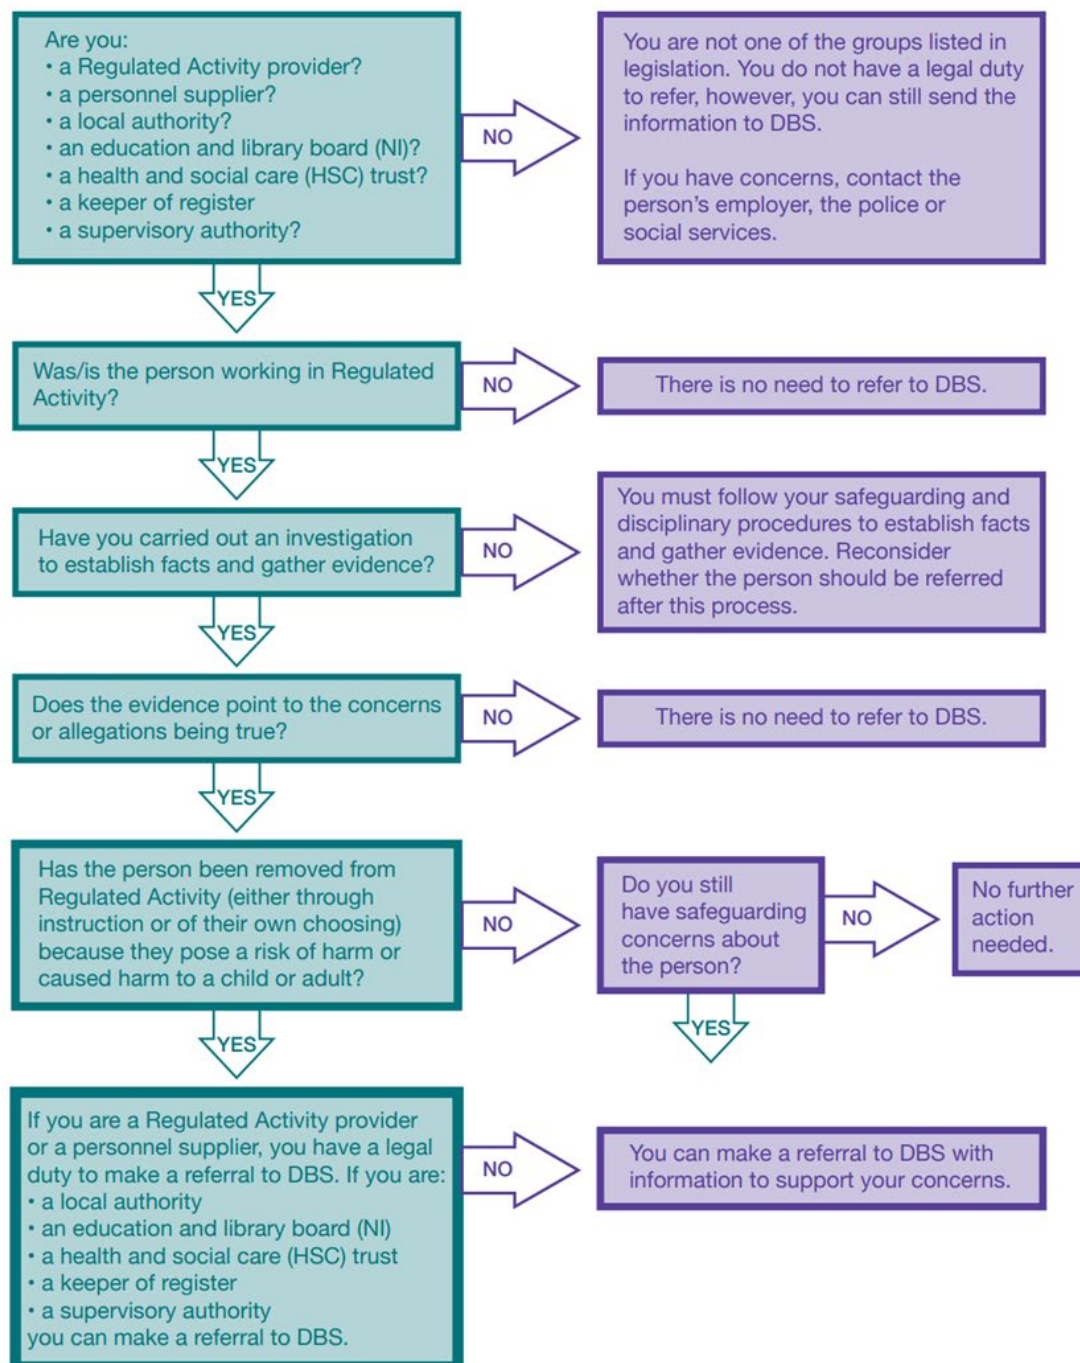 Are you:
• a Regulated Activity provider?
• a personnel supplier?
• a local authority?
• an education and library board (NI)?
• a health and social care (HSC) trust?
• a keeper of register
• a supervisory authority?
NO
You are not one of the groups listed in
legislation. You do not have a legal duty
to refer, however, you can still send the
information to DBS.
If you have concerns, contact the
person's employer, the police or
social services.
YES
Was/is the person working in Regulated
Activity?
NO
There is no need to refer to DBS.
YES
Have you carried out an investigation
to establish facts and gather evidence?
NO
You must follow your safeguarding and
disciplinary procedures to establish facts
and gather evidence. Reconsider
whether the person should be referred
after this process.
YES
Does the evidence point to the concerns
or allegations being true?
NO
There is no need to refer to DBS.
YES
Has the person been removed from
Regulated Activity (either through
instruction or of their own choosing)
because they pose a risk of harm or
caused harm to a child or adult?
NO
Do you still
have safeguarding
concerns about
the person?
NO
No further
action
needed.
YES
YES
If you are a Regulated Activity provider
or a personnel supplier, you have a legal
duty to make a referral to DBS. If you are:
• a local authority
• an education and library board (NI)
• a health and social care (HSC) trust
• a keeper of register
• a supervisory authority
you can make a referral to DBS.
NO
You can make a referral to DBS with
information to support your concerns.